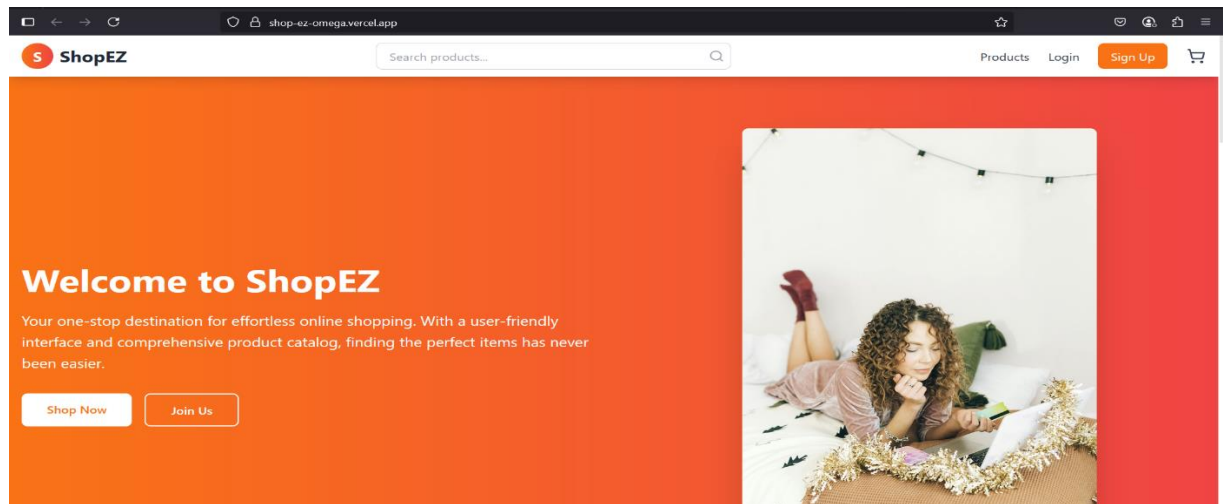 shop-ez-omega.vercel.app
S ShopEZ
Search products...
Products Login Sign Up
Welcome to ShopEZ
Your one-stop destination for effortless online shopping. With a user-friendly
interface and comprehensive product catalog, finding the perfect items has never
been easier.
Shop Now Join Us